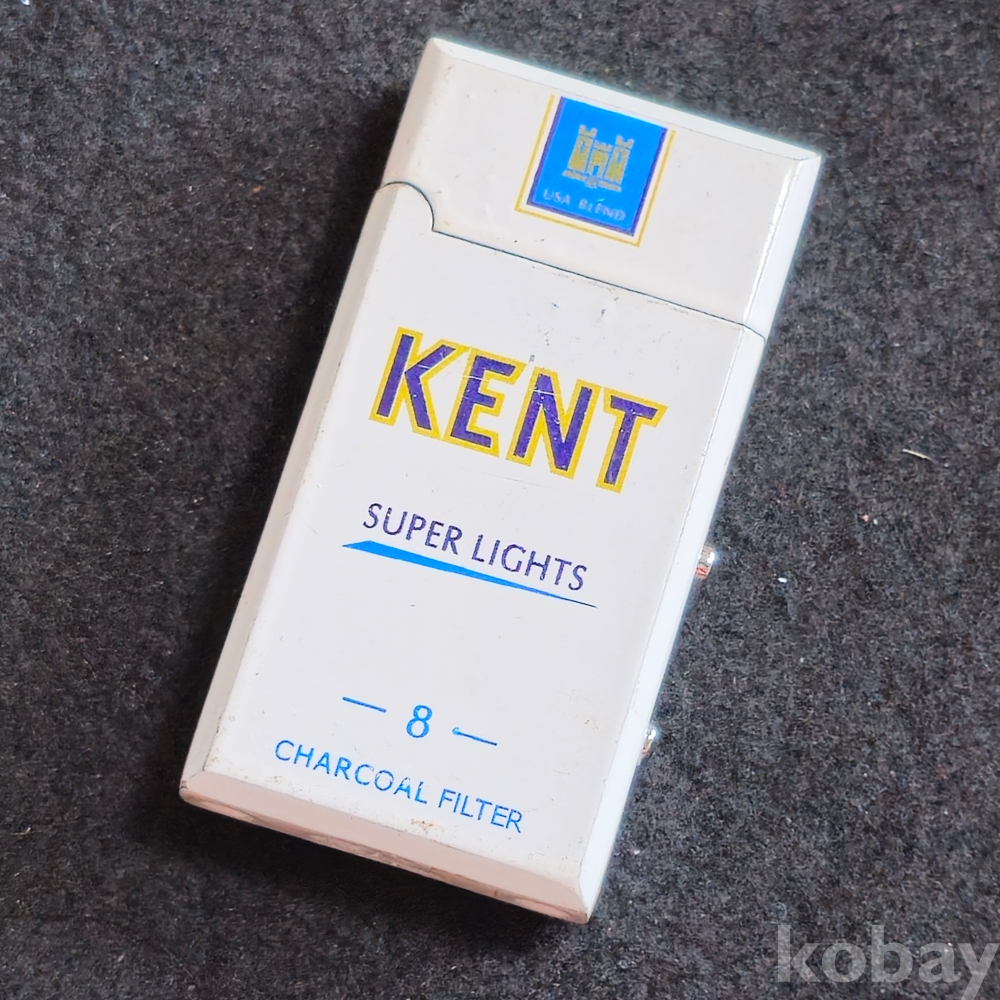 USA BLEND
KENT
SUPER LIGHTS
— 8 —
CHARCOAL FILTER
kobay